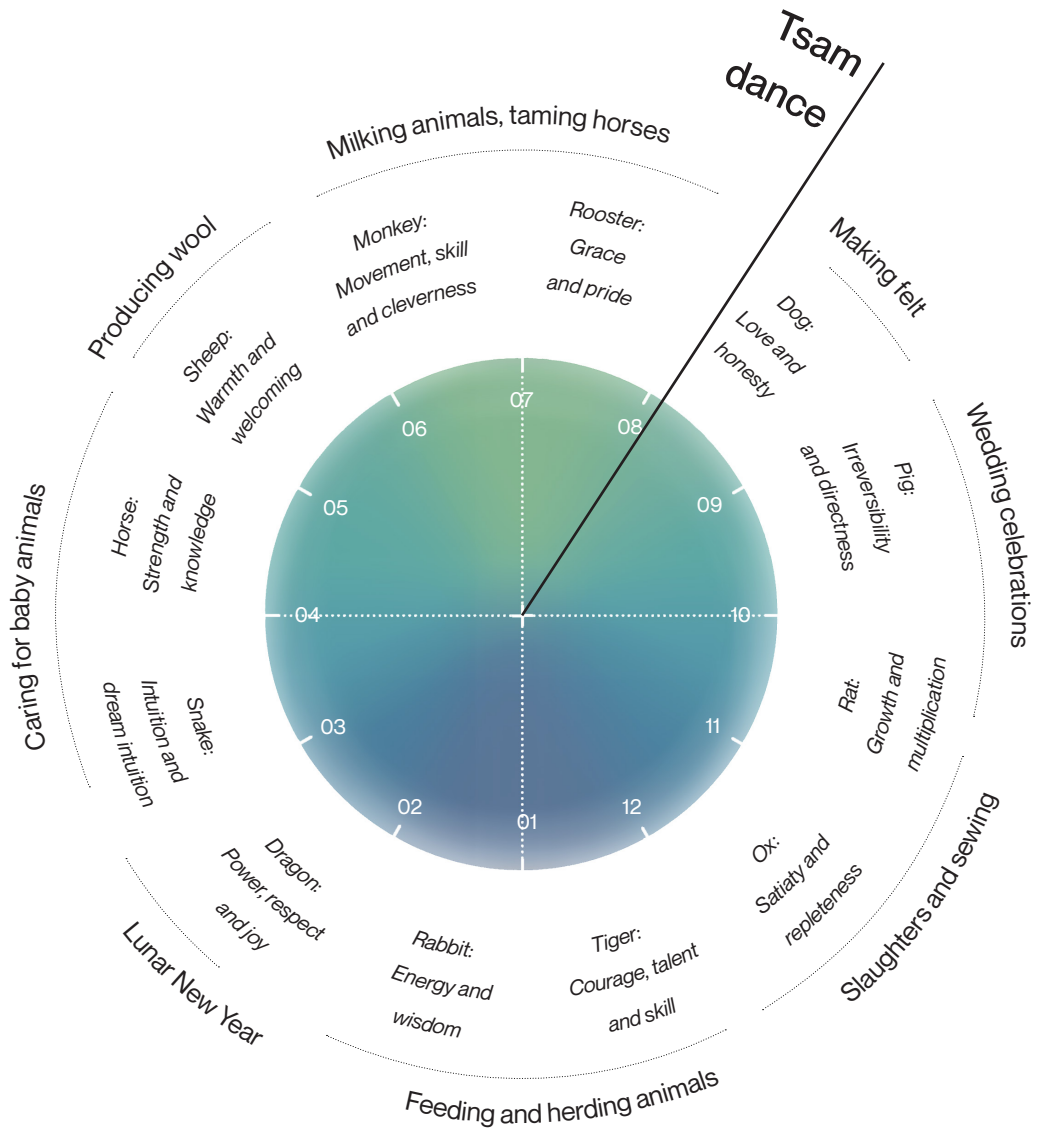 Tsam
dance
Milking animals, taming horses
Monkey:
Movement, skill
and cleverness
Rooster:
Grace
and pride
Making felt
Dog:
Love and
honesty
Wedding celebrations
Pig:
Irreversibility
and directness
Rat:
Growth and
multiplication
Slaughters and sewing
Ox:
Satiaty and
repleteness
Feeding and herding animals
Tiger:
Courage, talent
and skill
Rabbit:
Energy and
wisdom
Lunar New Year
Dragon:
Power, respect
and joy
Caring for baby animals
Snake:
Intuition and
dream intuition
Horse:
Strength and
knowledge
Producing wool
Sheep:
Warmth and
welcoming
07
08
09
10
11
12
01
02
03
04
05
06